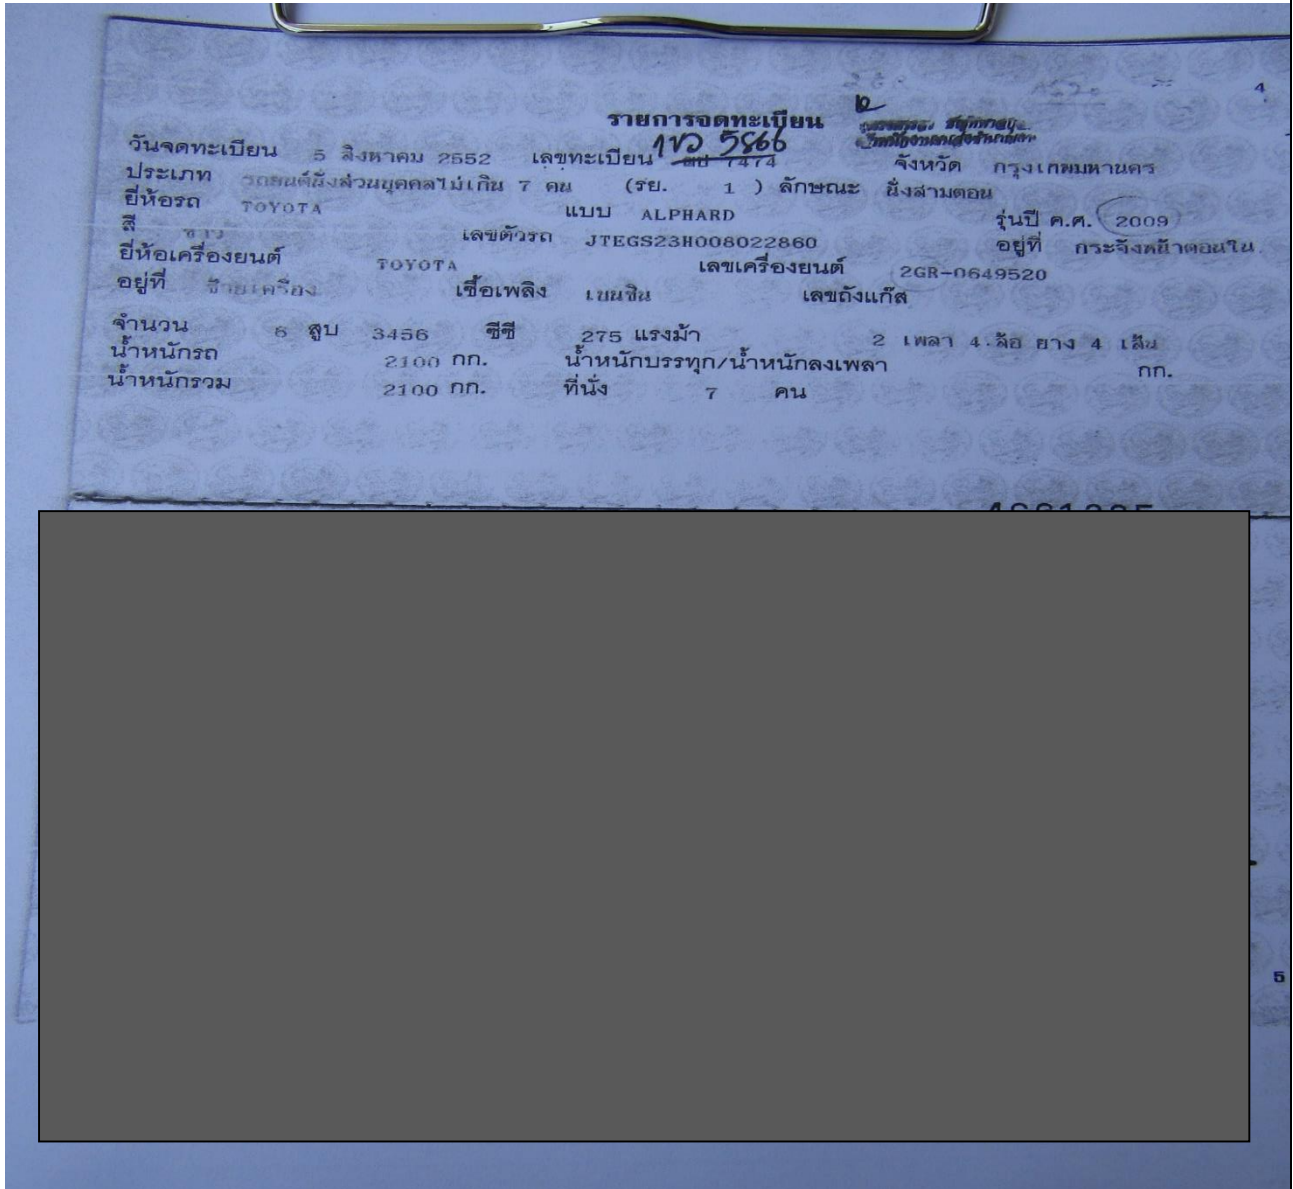 4
รายการจดทะเบียน
วันจดทะเบียน 5 สิงหาคม 2552 เลขทะเบียน 1ขว 5866 7474 จังหวัด กรุงเทพมหานคร
ประเภท รถยนต์นั่งส่วนบุคคลไม่เกิน 7 คน (รย. 1 ) ลักษณะ นั่งสามตอน
ยี่ห้อรถ TOYOTA แบบ ALPHARD รุ่นปี ค.ศ. 2009
สี ขาว เลขตัวรถ JTEGS23H008022860 อยู่ที่ กระจังหน้าตอนใน
ยี่ห้อเครื่องยนต์ TOYOTA เลขเครื่องยนต์ 2GR-0649520
อยู่ที่ ซ้ายเครื่อง เชื้อเพลิง เบนซิน เลขถังแก๊ส
จำนวน 6 สูบ 3456 ซีซี 275 แรงม้า 2 เพลา 4 ล้อ ยาง 4 เส้น
น้ำหนักรถ 2100 กก. น้ำหนักบรรทุก/น้ำหนักลงเพลา กก.
น้ำหนักรวม 2100 กก. ที่นั่ง 7 คน
5